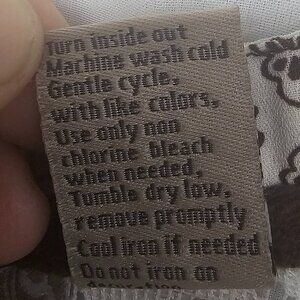 Turn inside out
Machine wash cold
Gentle cycle,
with like colors,
Use only non
chlorine bleach
when needed,
Tumble dry low,
remove promptly
Cool iron if needed
Do not iron on